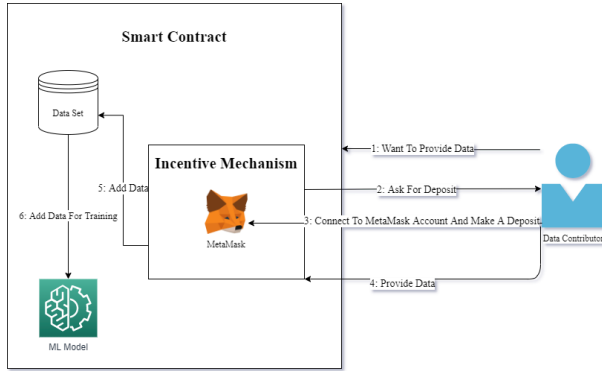 Smart Contract
Data Set
Incentive Mechanism
1: Want To Provide Data
5: Add Data
2: Ask For Deposit
6: Add Data For Training
3: Connect To MetaMask Account And Make A Deposit
MetaMask
Data Contributor
4: Provide Data
ML Model